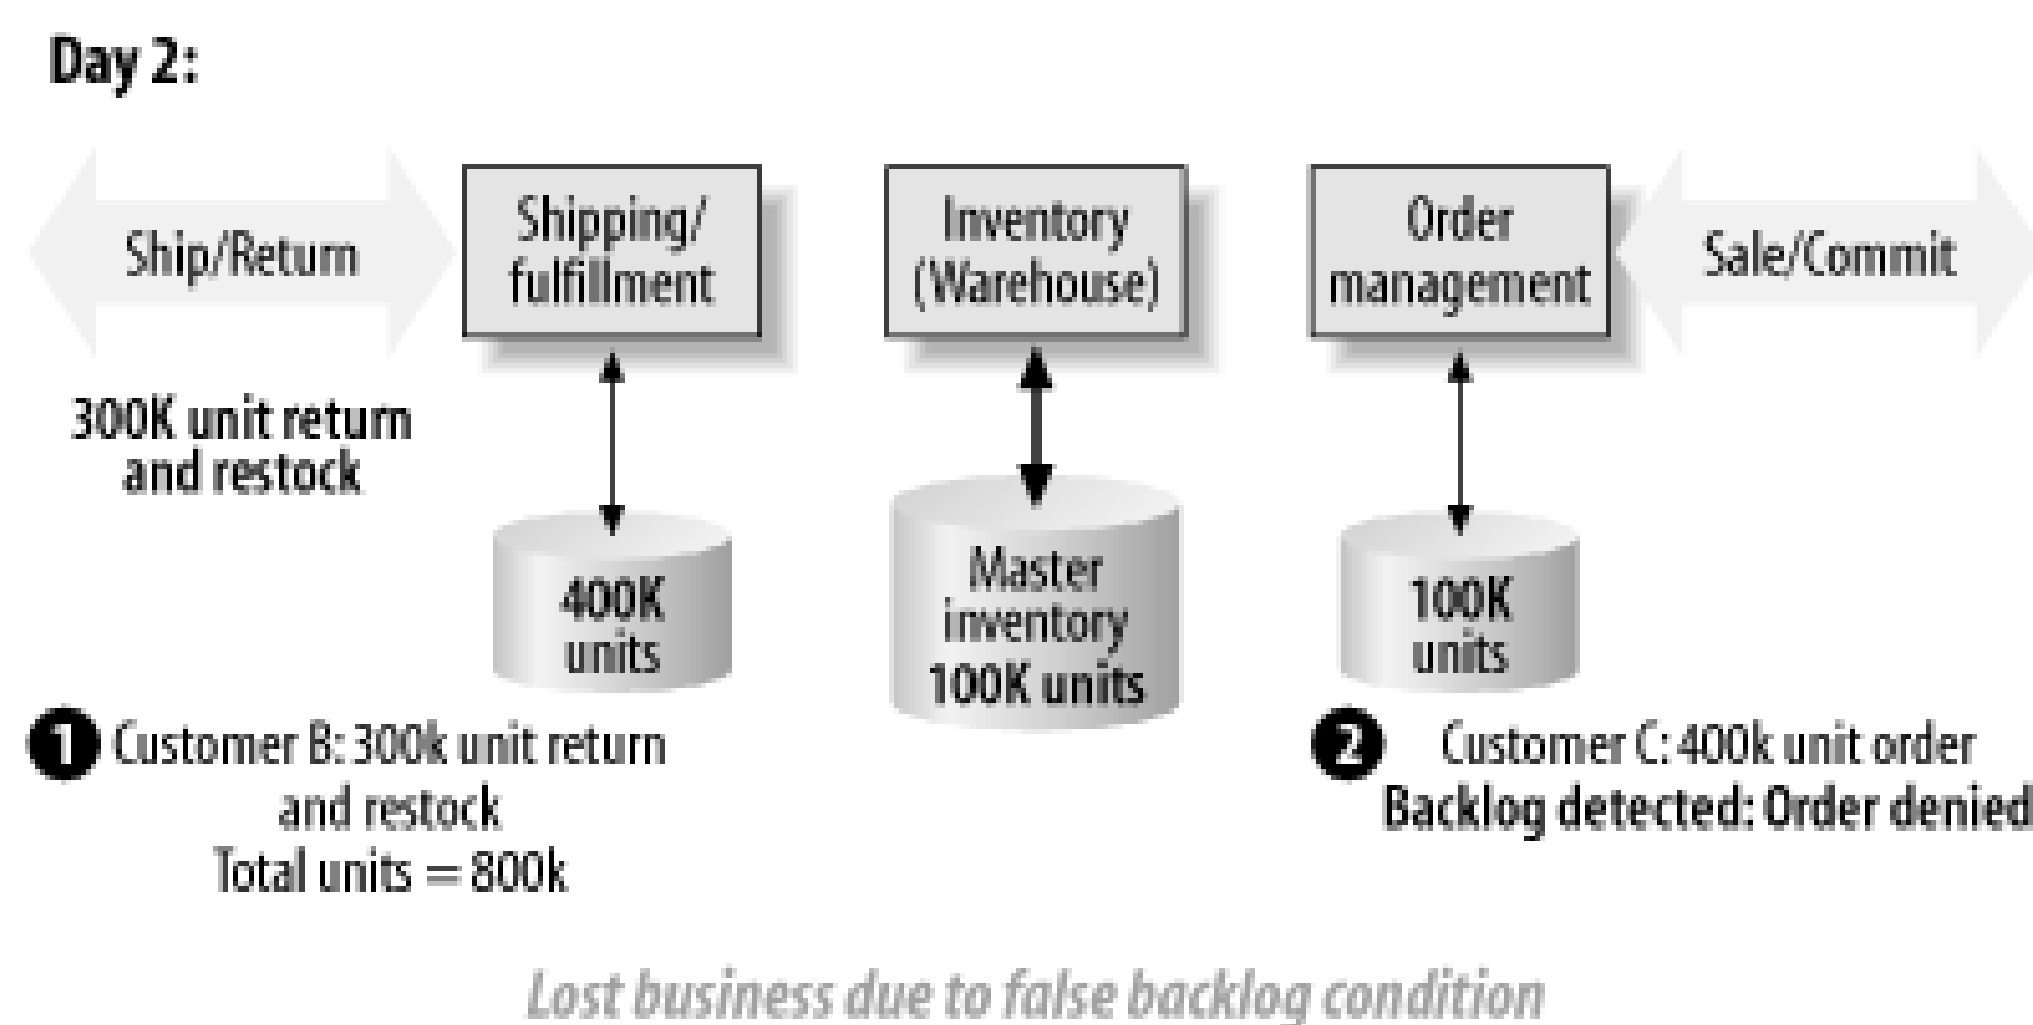 Day 2:
Ship/Return
Shipping/
fulfillment
Inventory
(Warehouse)
Order
management
Sale/Commit
300K unit return
and restock
400K
units
Master
inventory
100K units
100K
units
1 Customer B: 300k unit return
and restock
Total units = 800k
2 Customer C: 400k unit order
Backlog detected: Order denied
Lost business due to false backlog condition